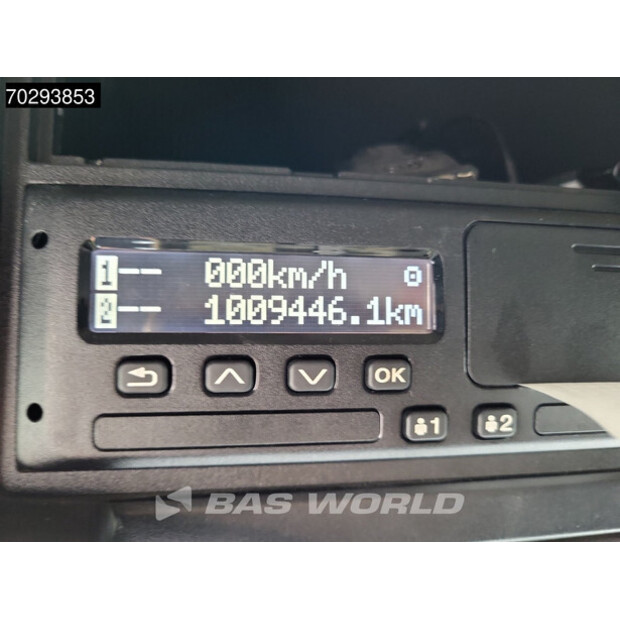 70293853
1-- 000km/h
2-- 1009446.1km
OK
1 2
BAS WORLD